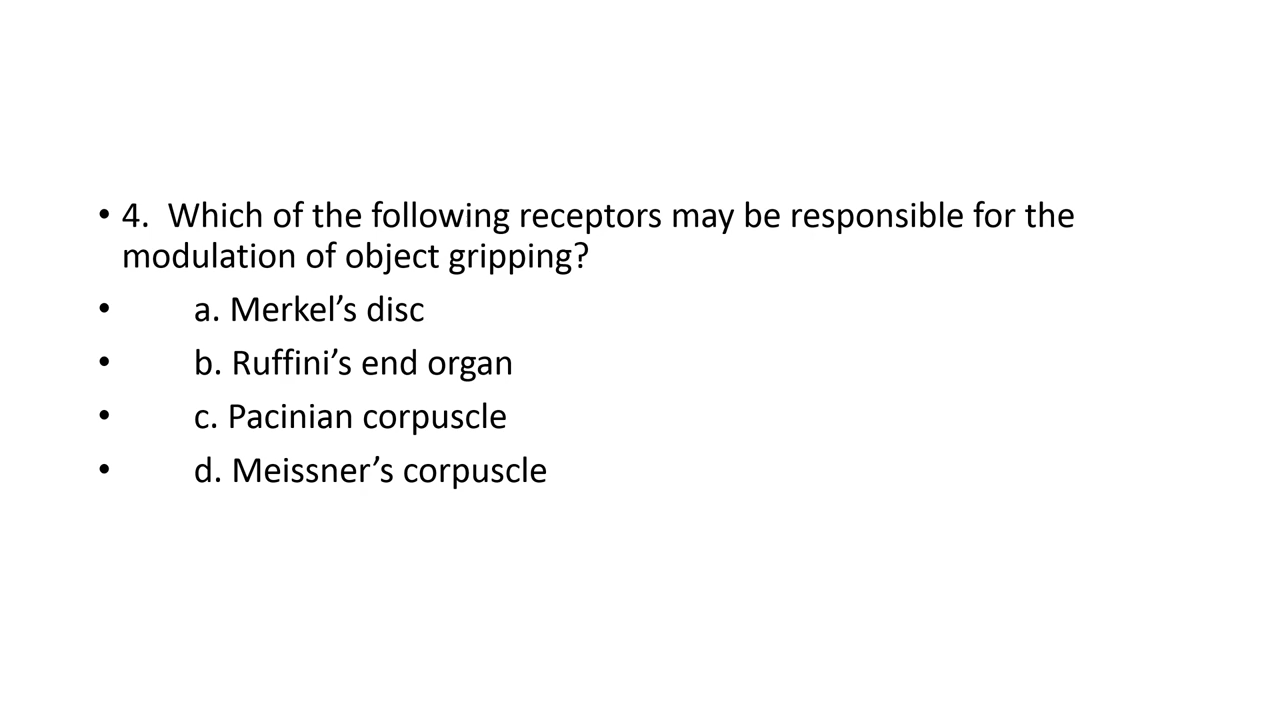 • 4.  Which of the following receptors may be responsible for the
modulation of object gripping?
• a. Merkel’s disc
• b. Ruffini’s end organ
• c. Pacinian corpuscle
• d. Meissner’s corpuscle